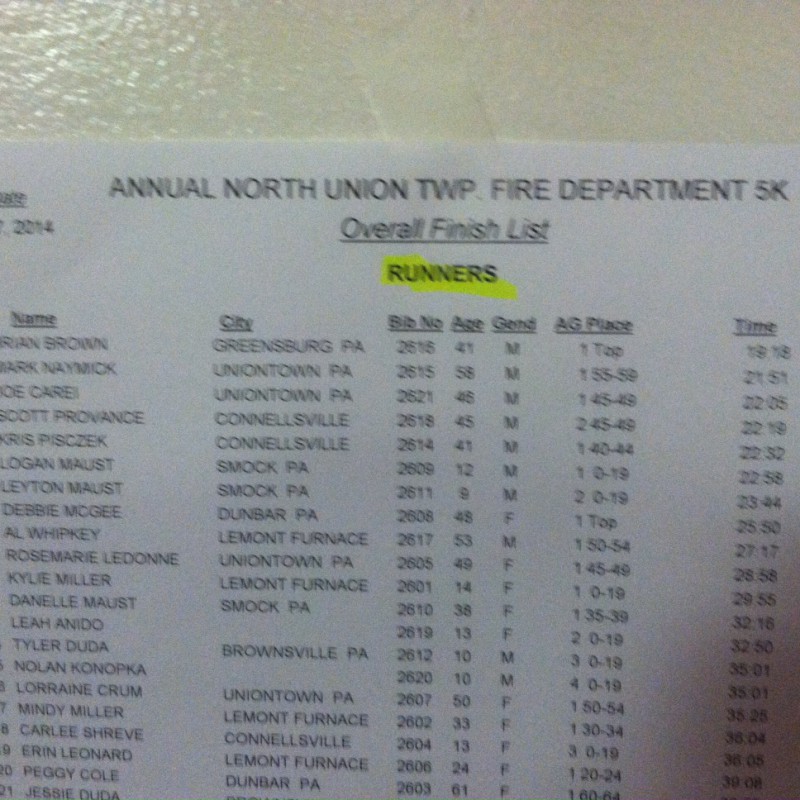 ANNUAL NORTH UNION TWP. FIRE DEPARTMENT 5K
2014
Overall Finish List
RUNNERS
Name City Bib No Age Gend AG Place Time
RIAN BROWN GREENSBURG PA 2616 41 M 1 Top 19:18
MARK NAYMICK UNIONTOWN PA 2615 58 M 1 55-59 21:51
JOE CAREI UNIONTOWN PA 2621 46 M 1 45-49 22:05
SCOTT PROVANCE CONNELLSVILLE 2618 45 M 2 45-49 22:19
KRIS PISCZEK CONNELLSVILLE 2614 41 M 1 40-44 22:32
LOGAN MAUST SMOCK PA 2609 12 M 1 0-19 22:58
LEYTON MAUST SMOCK PA 2611 9 M 2 0-19 23:44
DEBBIE MCGEE DUNBAR PA 2608 48 F 1 Top 25:50
AL WHIPKEY LEMONT FURNACE 2617 53 M 1 50-54 27:17
ROSEMARIE LEDONNE UNIONTOWN PA 2605 49 F 1 45-49 28:58
KYLIE MILLER LEMONT FURNACE 2601 14 F 1 0-19 29:55
DANELLE MAUST SMOCK PA 2610 38 F 1 35-39 32:16
LEAH ANIDO 2619 13 F 2 0-19 32:50
TYLER DUDA BROWNSVILLE PA 2612 10 M 3 0-19 35:01
NOLAN KONOPKA 2620 10 M 4 0-19 35:01
LORRAINE CRUM UNIONTOWN PA 2607 50 F 1 50-54 35:25
7 MINDY MILLER LEMONT FURNACE 2602 33 F 1 30-34 36:04
8 CARLEE SHREVE CONNELLSVILLE 2604 13 F 3 0-19 36:05
9 ERIN LEONARD LEMONT FURNACE 2606 24 F 1 20-24 39:08
20 PEGGY COLE DUNBAR PA 2603 61 F 1 60-64
21 JESSIE DUDA